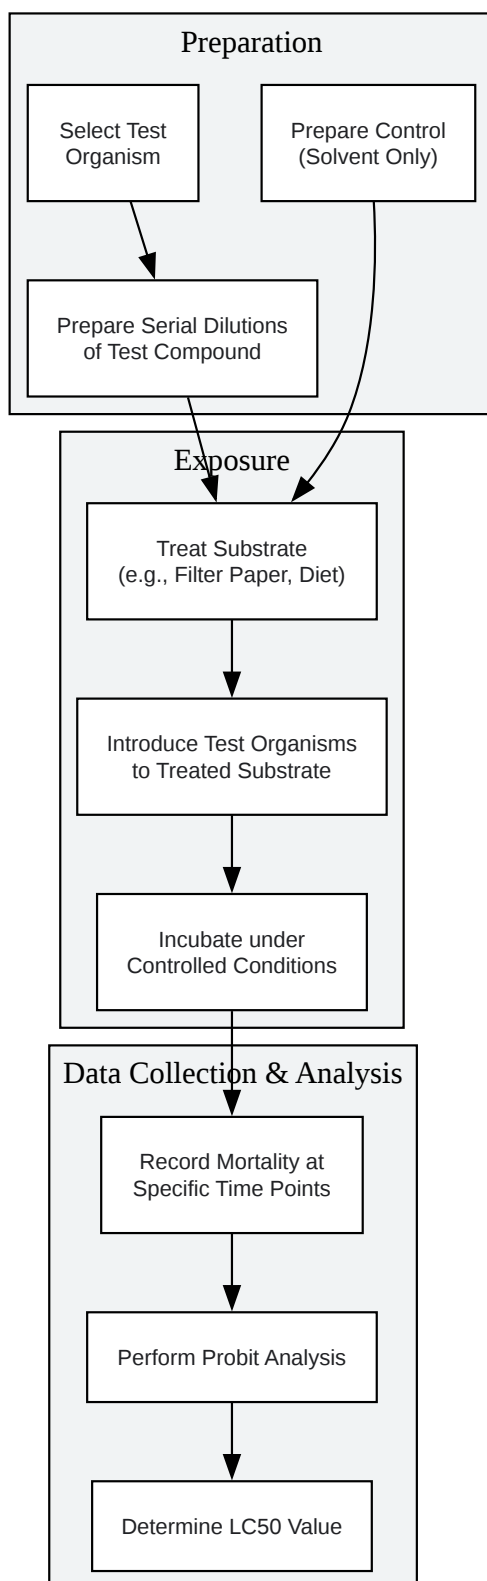 Preparation
Select Test
Organism
Prepare Control
(Solvent Only)
Prepare Serial Dilutions
of Test Compound
Exposure
Treat Substrate
(e.g., Filter Paper, Diet)
Introduce Test Organisms
to Treated Substrate
Incubate under
Controlled Conditions
Data Collection & Analysis
Record Mortality at
Specific Time Points
Perform Probit Analysis
Determine LC50 Value